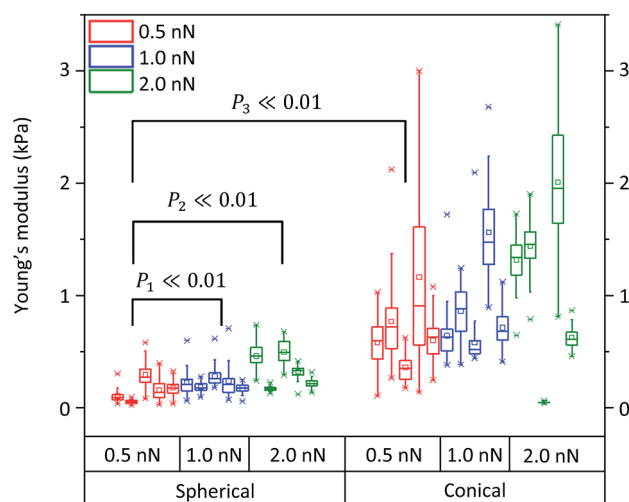 0.5 nN
1.0 nN
2.0 nN
P₃ ≪ 0.01
P₂ ≪ 0.01
P₁ ≪ 0.01
Young's modulus (kPa)
3
2
1
0
3
2
1
0
0.5 nN 1.0 nN 2.0 nN 0.5 nN 1.0 nN 2.0 nN
Spherical Conical